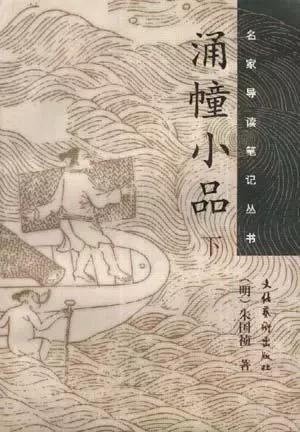 名家导读笔记丛书
涌幢小品
下
(明)朱国祯 著
文化艺术出版社